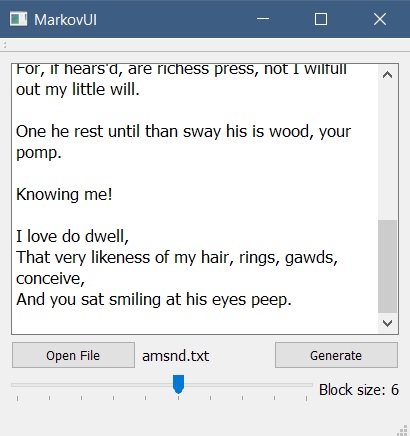 MarkovUI
For, if hears'd, are richess press, not I wilfull
out my little will.
One he rest until than sway his is wood, your
pomp.
Knowing me!
I love do dwell,
That very likeness of my hair, rings, gawds,
conceive,
And you sat smiling at his eyes peep.
Open File
amsnd.txt
Generate
Block size: 6